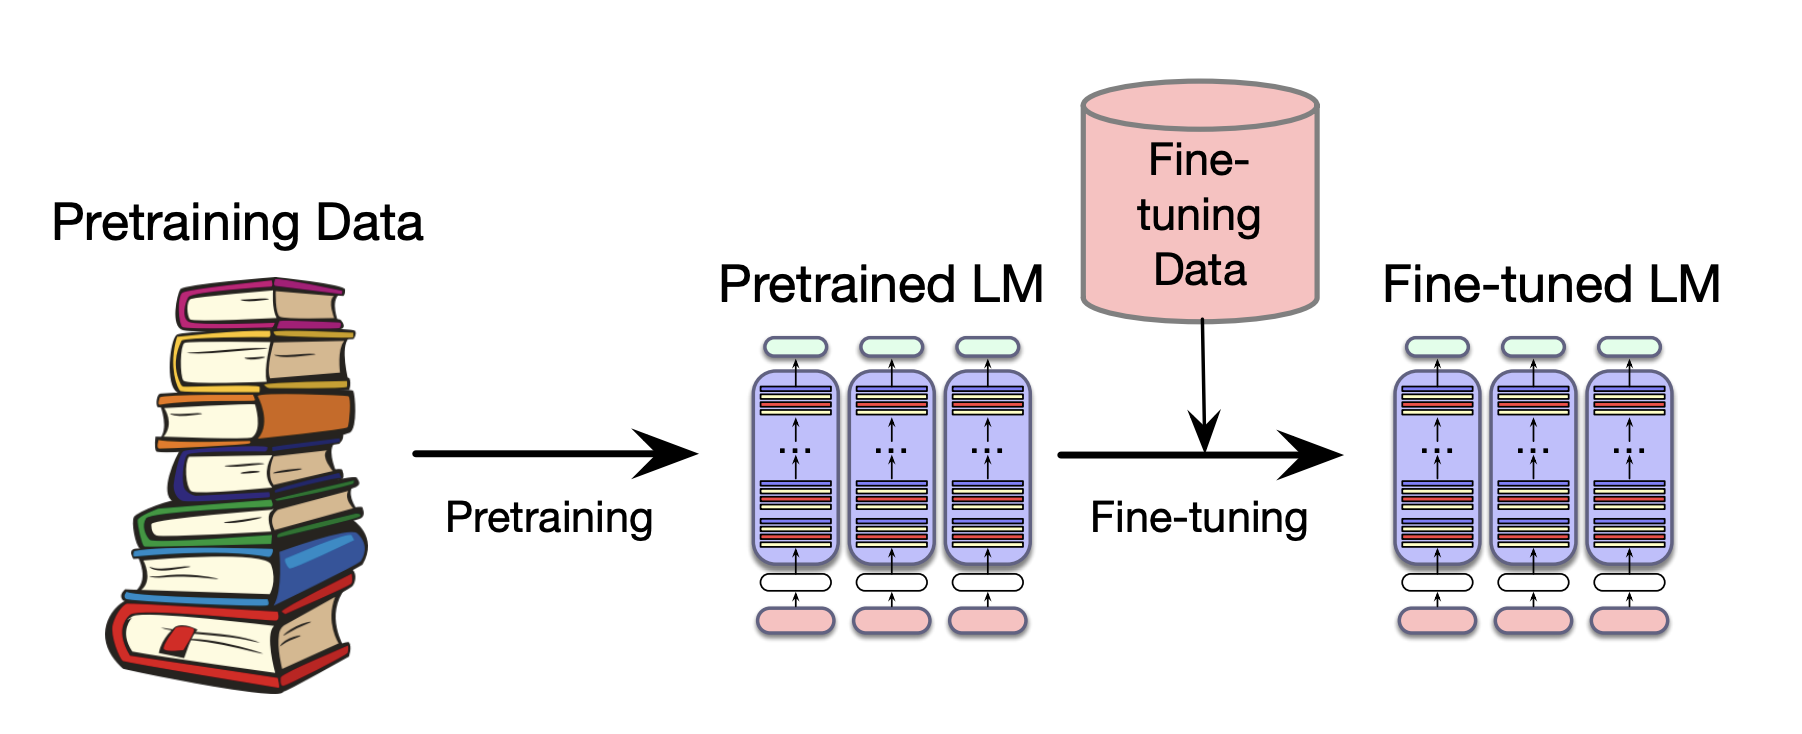 Pretraining Data
Pretraining
Pretrained LM
Fine-
tuning
Data
Fine-tuning
Fine-tuned LM